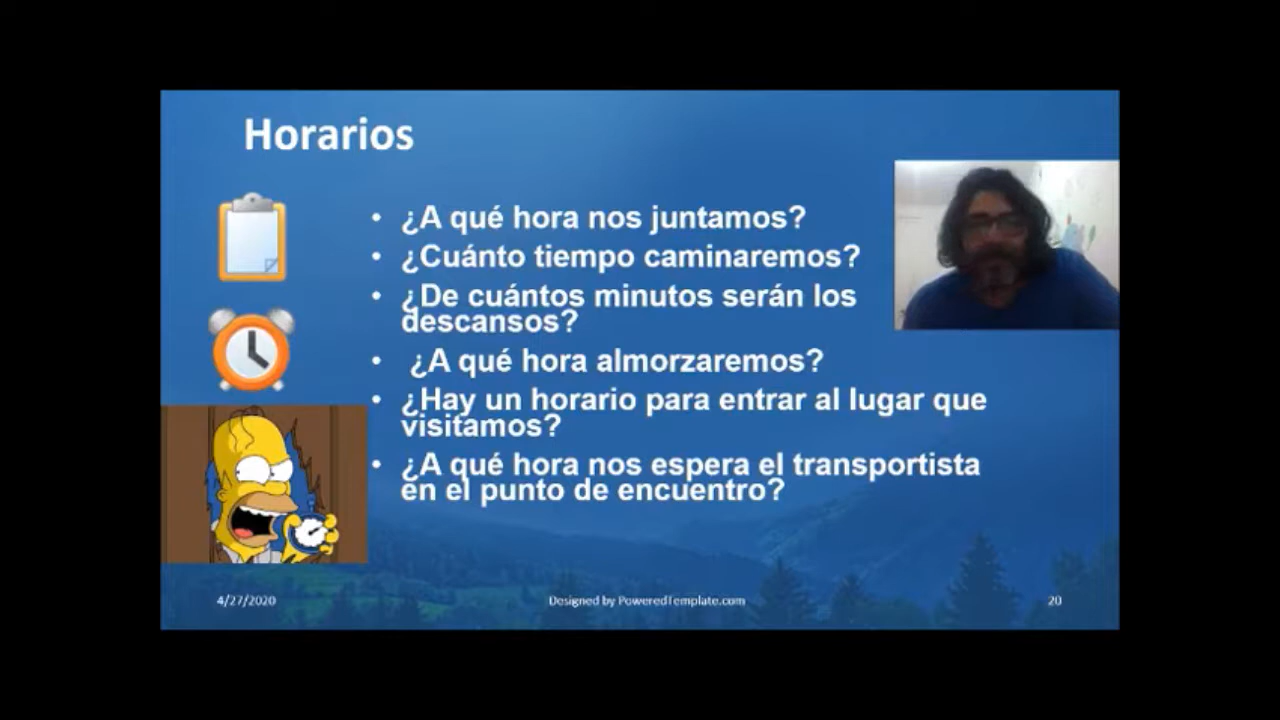 Horarios
• ¿A qué hora nos juntamos?
• ¿Cuánto tiempo caminaremos?
• ¿De cuántos minutos serán los
descansos?
• ¿A qué hora almorzaremos?
• ¿Hay un horario para entrar al lugar que
visitamos?
• ¿A qué hora nos espera el transportista
en el punto de encuentro?
4/27/2020
Designed by PoweredTemplate.com
20